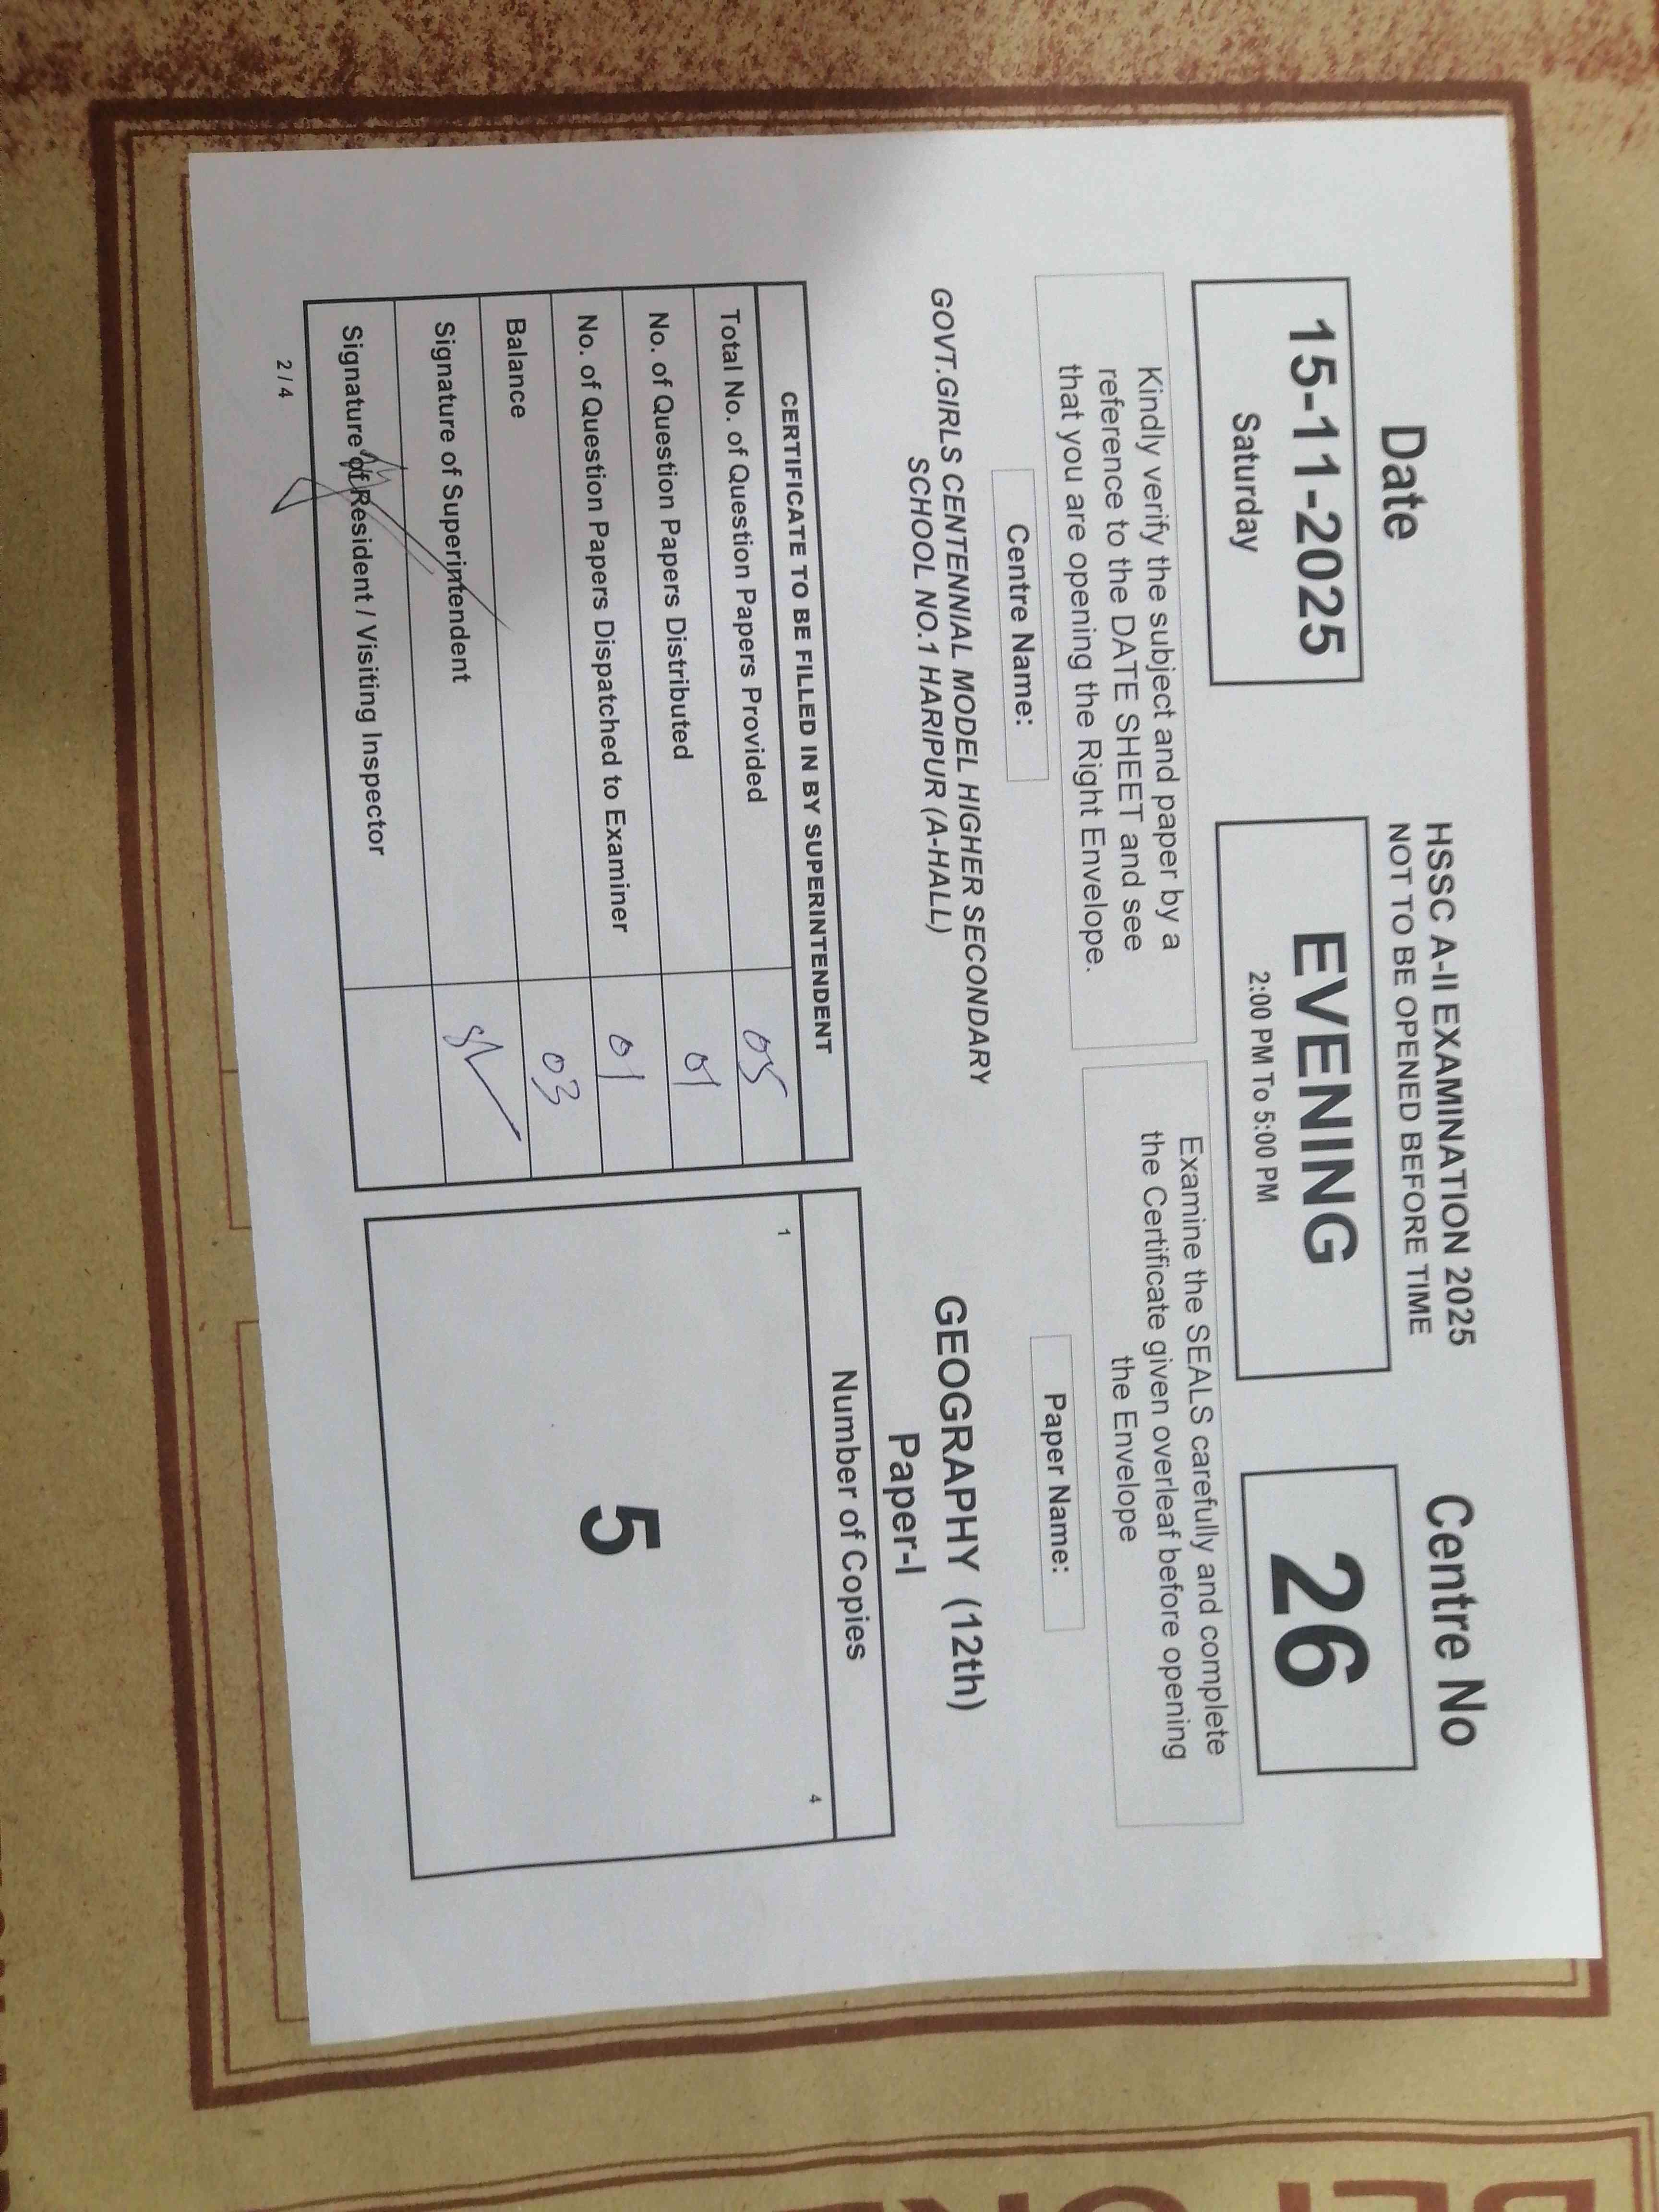 Date
15-11-2025
Saturday
HSSC A-II EXAMINATION 2025
NOT TO BE OPENED BEFORE TIME
EVENING
2:00 PM To 5:00 PM
Centre No
26
Kindly verify the subject and paper by a
reference to the DATE SHEET and see
that you are opening the Right Envelope.
Examine the SEALS carefully and complete
the Certificate given overleaf before opening
the Envelope
Centre Name:
GOVT.GIRLS CENTENNIAL MODEL HIGHER SECONDARY
SCHOOL NO.1 HARIPUR (A-HALL)
Paper Name:
GEOGRAPHY (12th)
Paper-I
CERTIFICATE TO BE FILLED IN BY SUPERINTENDENT
Total No. of Question Papers Provided 05
No. of Question Papers Distributed 01
No. of Question Papers Dispatched to Examiner 01
Balance 03
Signature of Superintendent
Signature of Resident / Visiting Inspector
Number of Copies
1 4
5
2 / 4